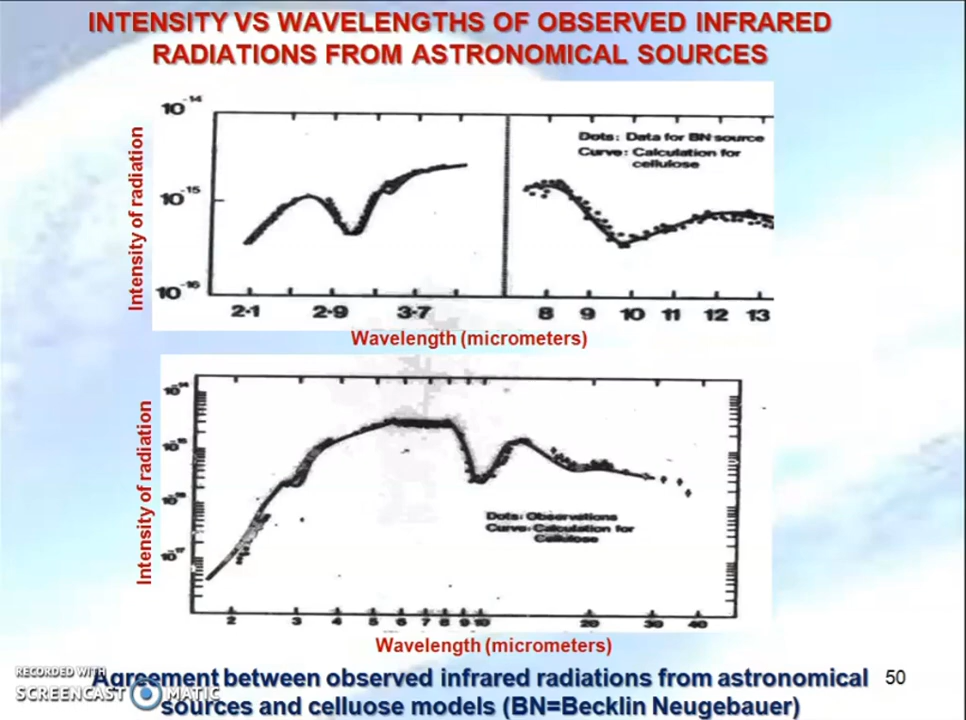 INTENSITY VS WAVELENGTHS OF OBSERVED INFRARED
RADIATIONS FROM ASTRONOMICAL SOURCES
10-14
Intensity of radiation
10-15
10-16
Dots: Data for BN source
Curve: Calculation for
cellulose
2·1 2·9 3·7 8 9 10 11 12 13
Wavelength (micrometers)
Intensity of radiation
Dots: Observations
Curve: Calculation for
Cellulose
2 3 4 5 6 7 8 9 10 20 30 40
Wavelength (micrometers)
Agreement between observed infrared radiations from astronomical
sources and celluose models (BN=Becklin Neugebauer)
50
RECORDED WITH
SCREENCAST MATIC